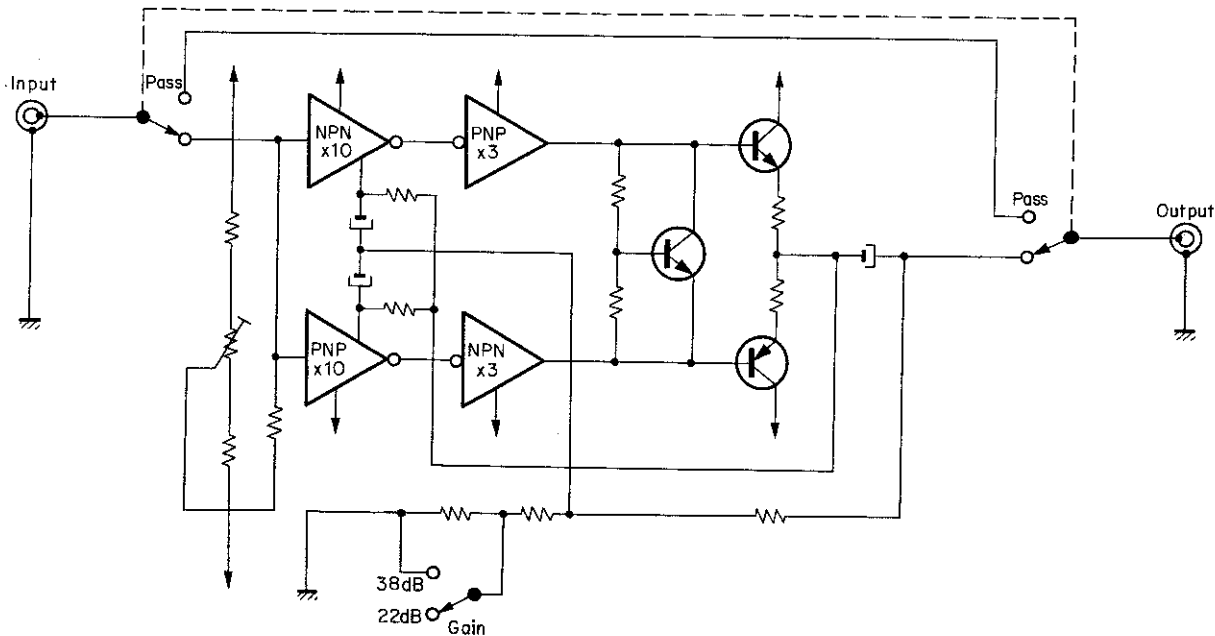 Input
Pass
NPN
x10
PNP
x3
Pass
Output
PNP
x10
NPN
x3
38dB
22dB
Gain